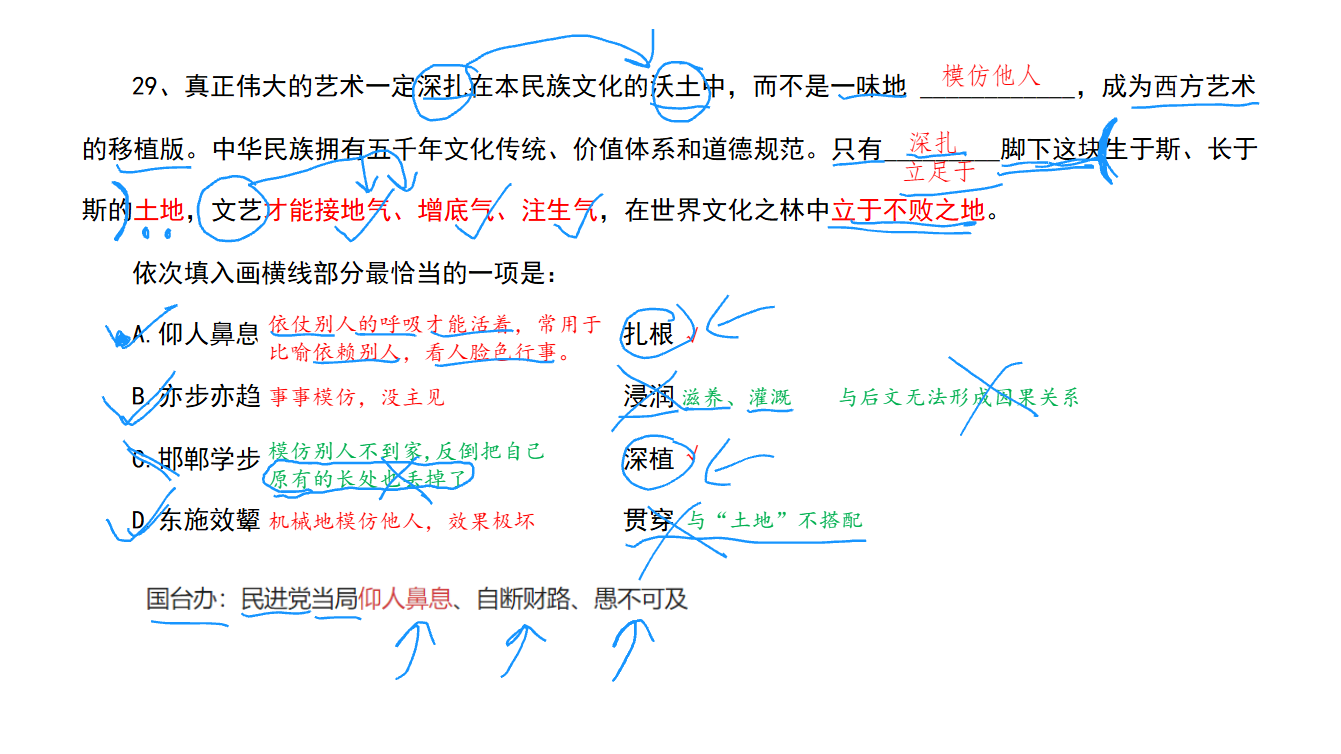 模仿他人
29、真正伟大的艺术一定深扎在本民族文化的沃土中，而不是一味地 ____________，成为西方艺术
深扎
的移植版。中华民族拥有五千年文化传统、价值体系和道德规范。只有_________脚下这块生于斯、长于
立足于
斯的土地，文艺才能接地气、增底气、注生气，在世界文化之林中立于不败之地。
依次填入画横线部分最恰当的一项是：
A.仰人鼻息 依仗别人的呼吸才能活着，常用于 扎根 √
比喻依赖别人，看人脸色行事。
B.亦步亦趋 事事模仿，没主见 浸润 滋养、灌溉 与后文无法形成因果关系
C.邯郸学步 模仿别人不到家,反倒把自己 深植 √
原有的长处也丢掉了
D.东施效颦 机械地模仿他人，效果极坏 贯穿 与“土地”不搭配
国台办：民进党当局仰人鼻息、自断财路、愚不可及